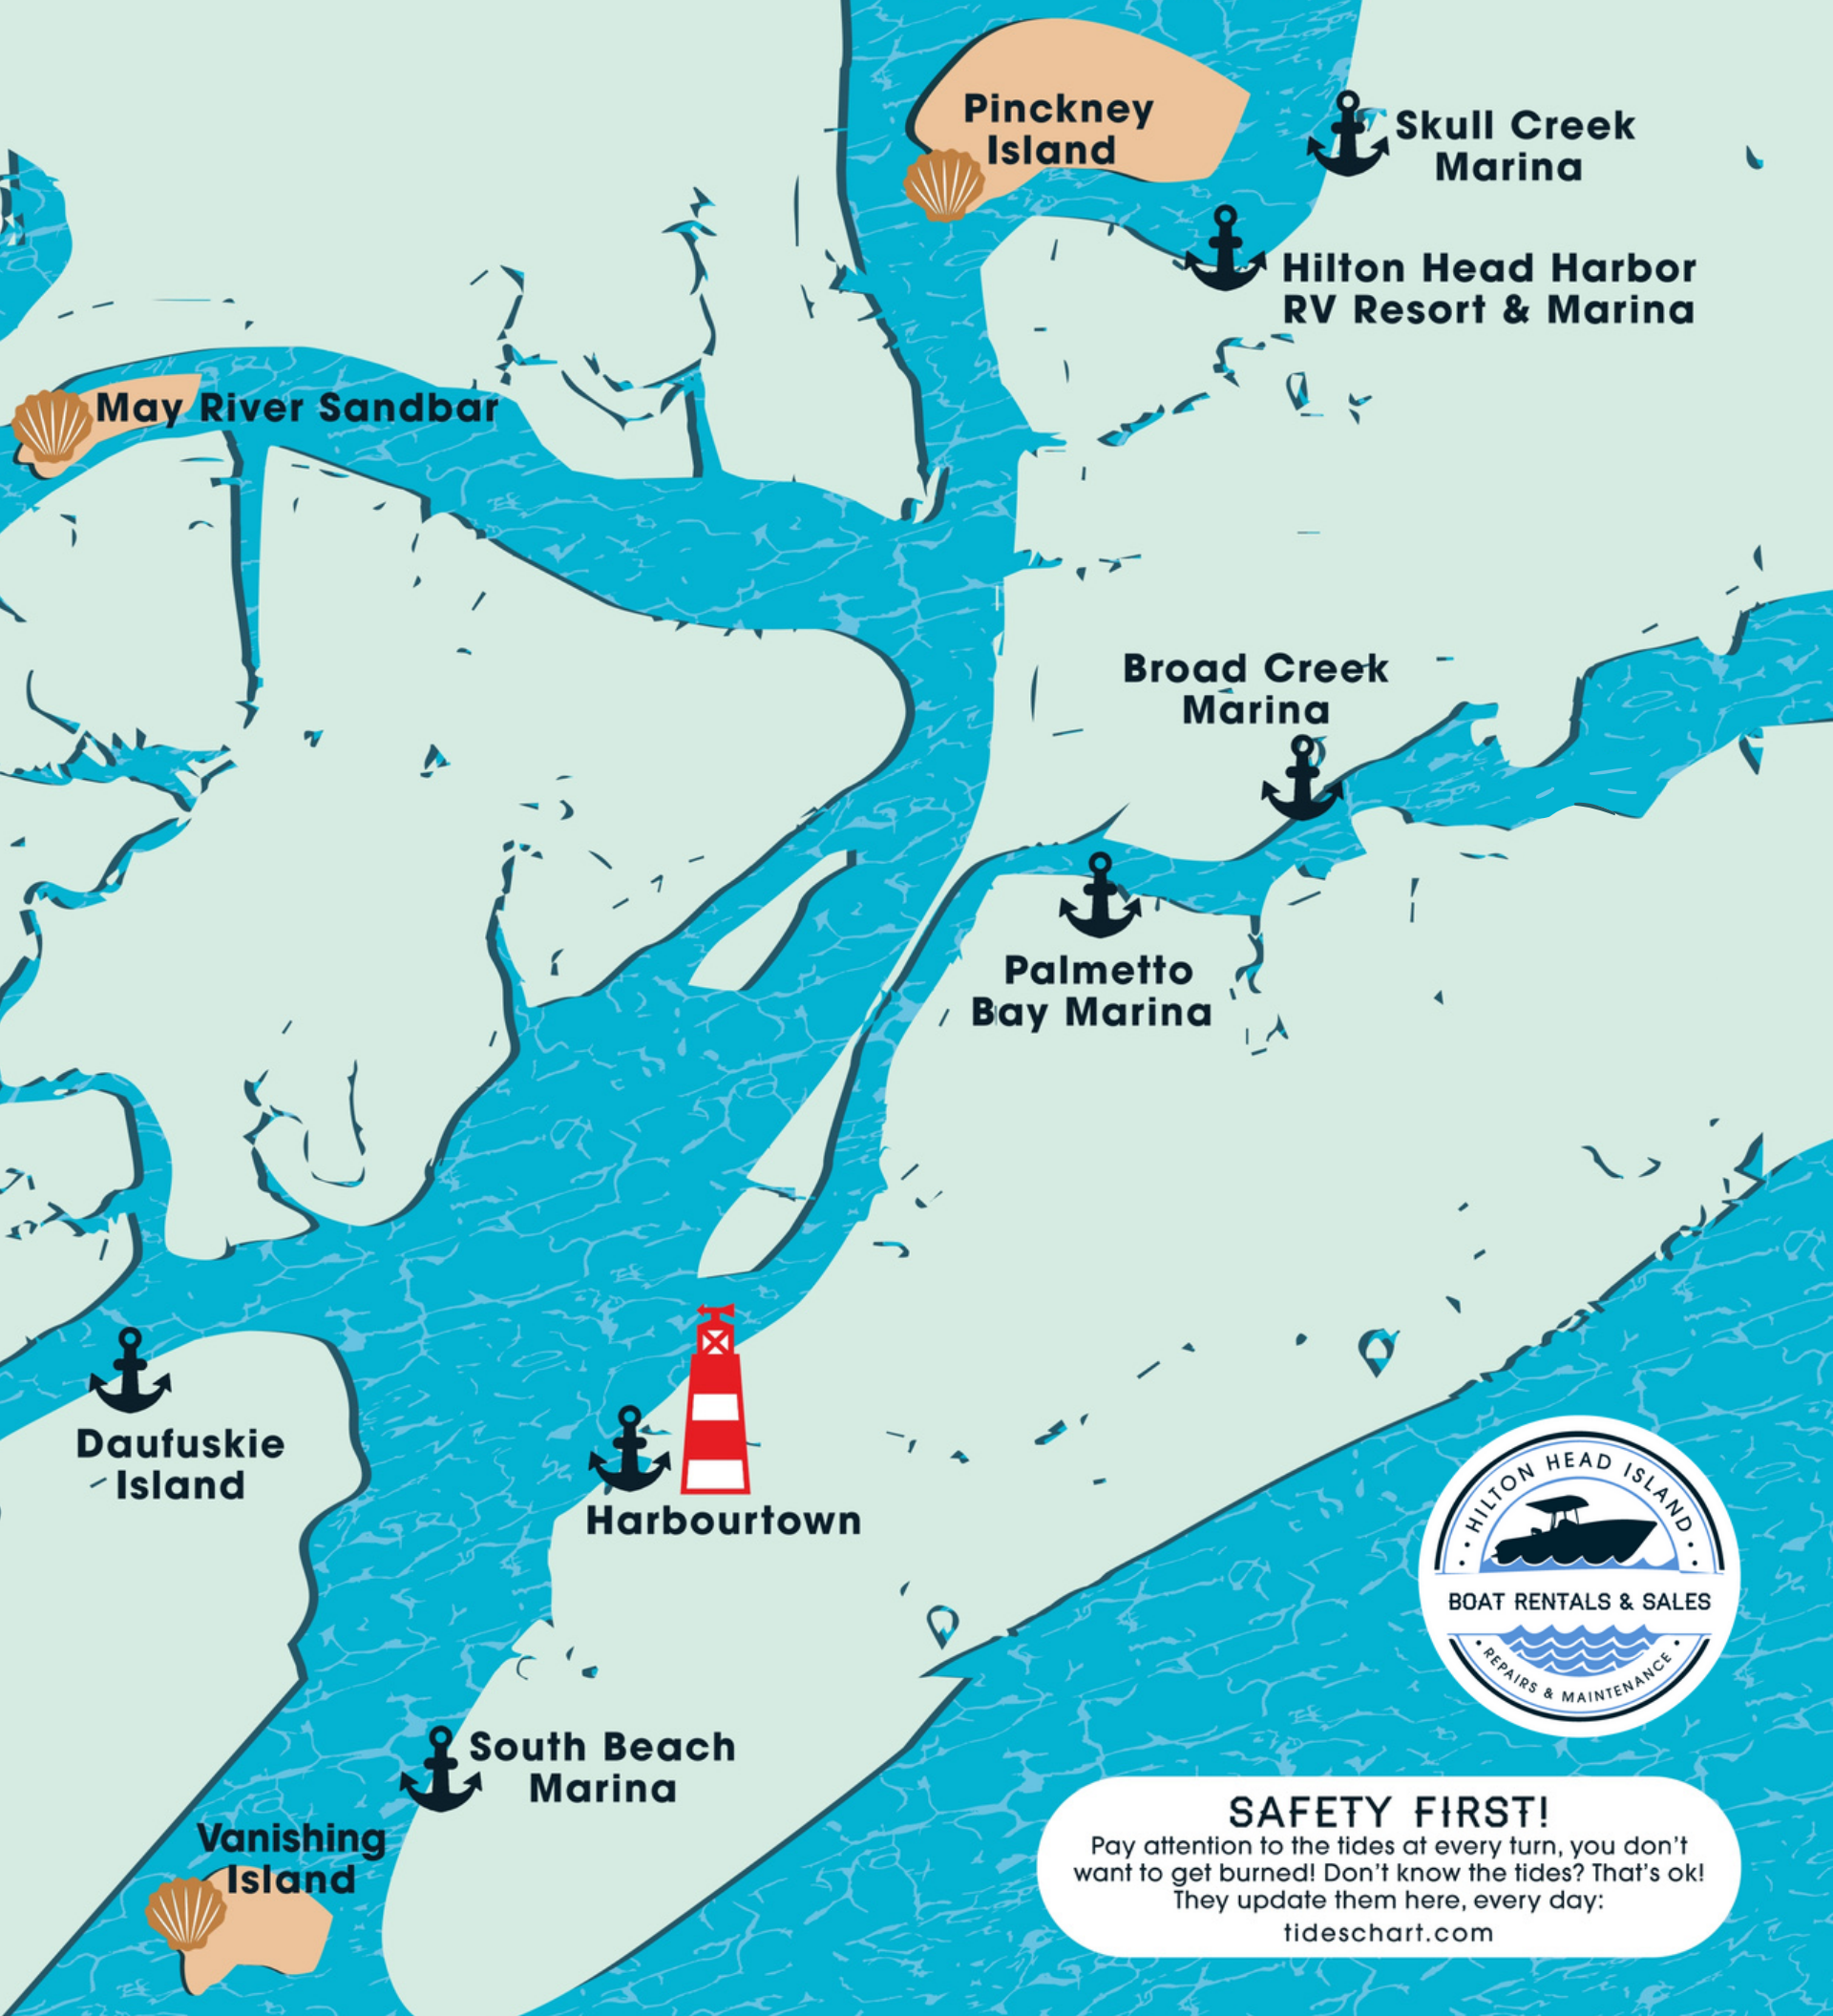 Pinckney
Island
Skull Creek
Marina
Hilton Head Harbor
RV Resort & Marina
May River Sandbar
Broad Creek
Marina
Palmetto
Bay Marina
Daufuskie
Island
Harbourtown
South Beach
Marina
Vanishing
Island
HILTON HEAD ISLAND
BOAT RENTALS & SALES
REPAIRS & MAINTENANCE
SAFETY FIRST!
Pay attention to the tides at every turn, you don't
want to get burned! Don't know the tides? That's ok!
They update them here, every day:
tideschart.com